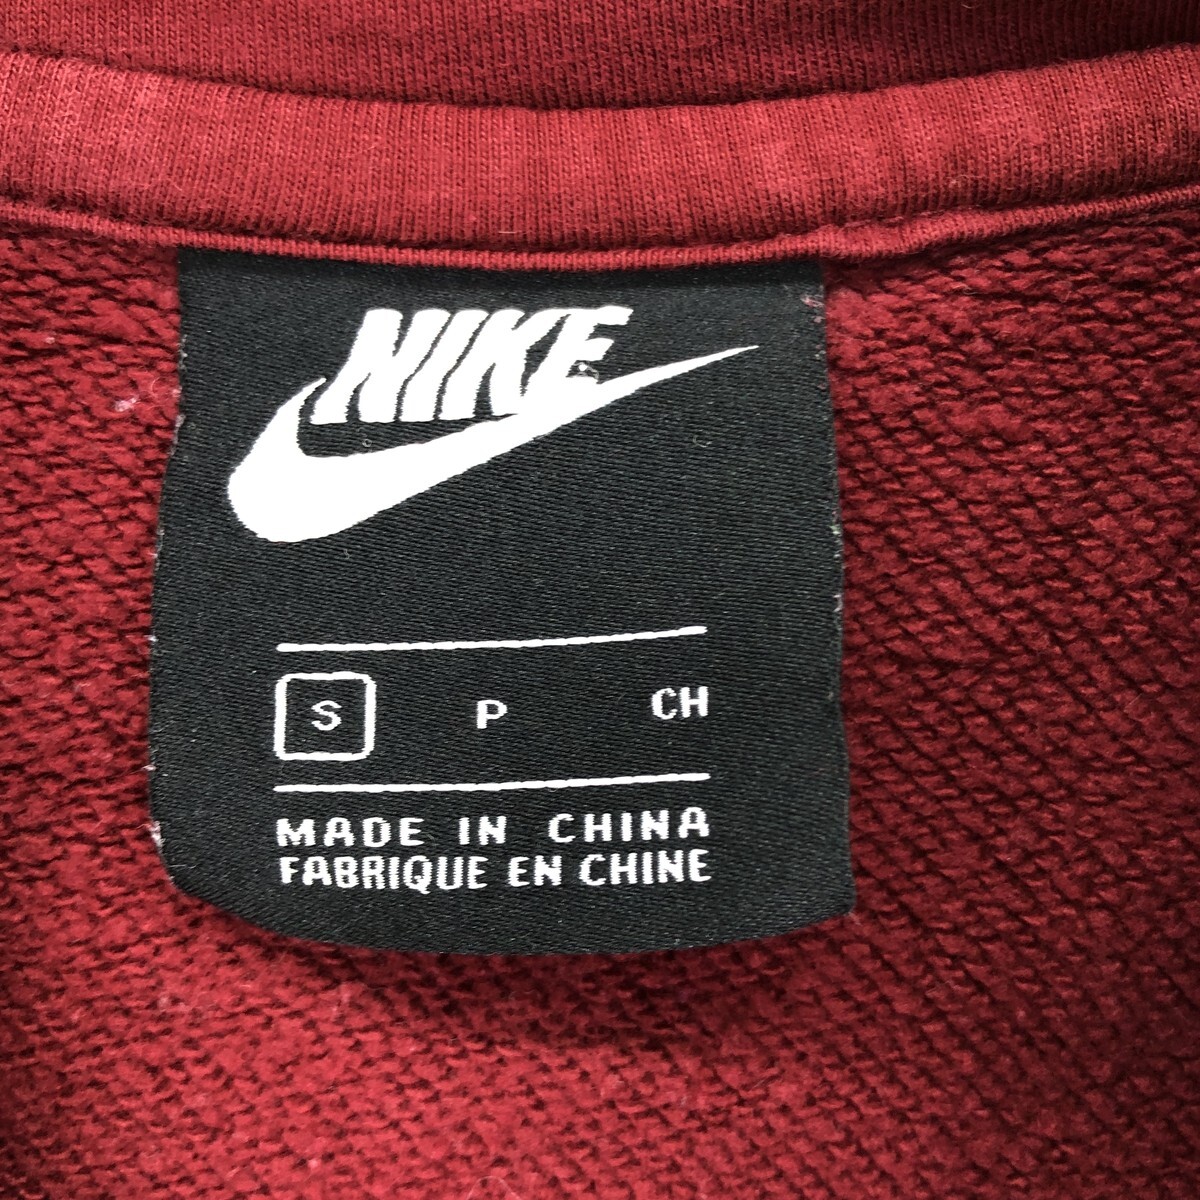 NIKE
S P CH
MADE IN CHINA
FABRIQUE EN CHINE